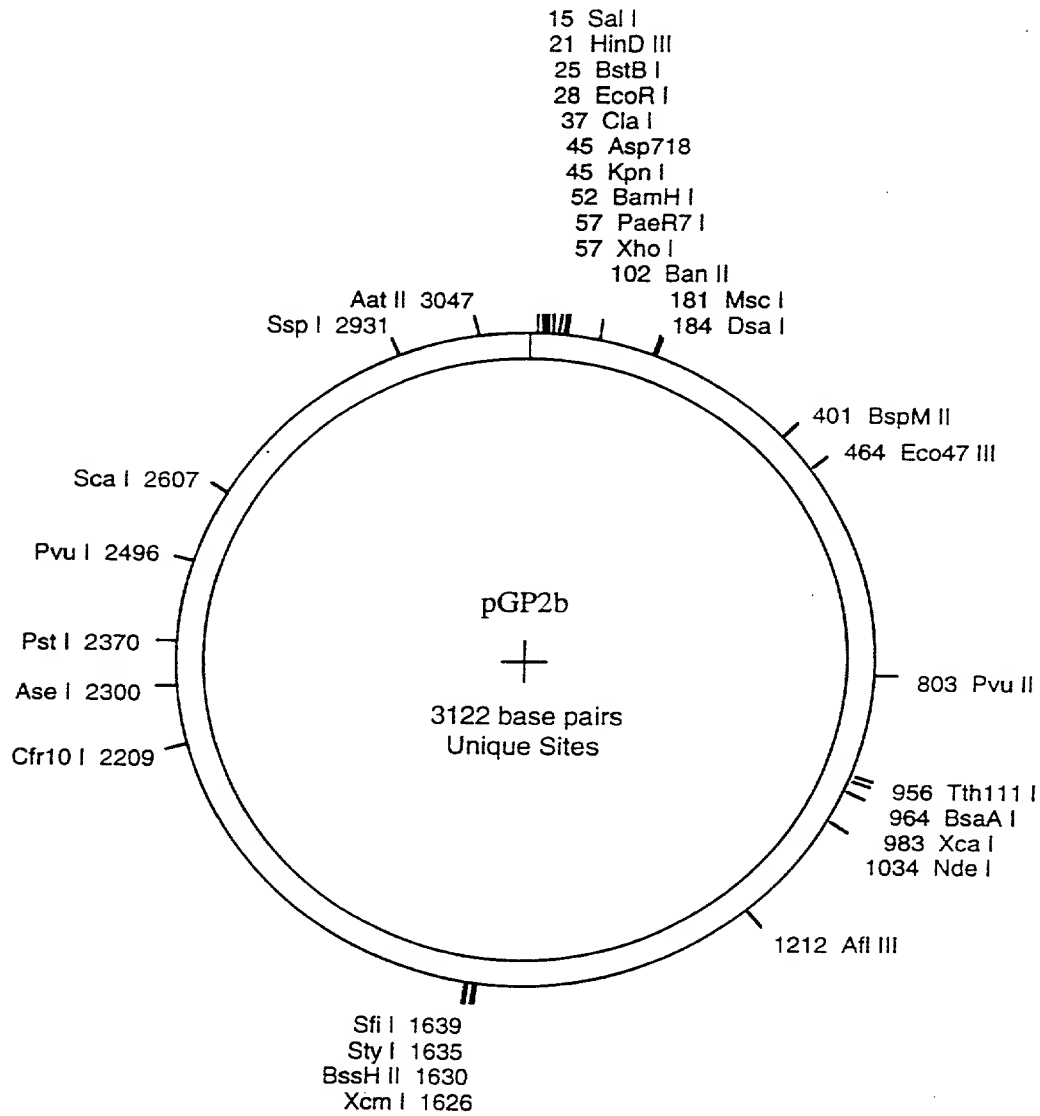 15 Sal I
21 HinD III
25 BstB I
28 EcoR I
37 Cla I
45 Asp718
45 Kpn I
52 BamH I
57 PaeR7 I
57 Xho I
102 Ban II
181 Msc I
184 Dsa I
Aat II 3047
Ssp I 2931
401 BspM II
464 Eco47 III
Sca I 2607
Pvu I 2496
Pst I 2370
Ase I 2300
Cfr10 I 2209
pGP2b
3122 base pairs
Unique Sites
803 Pvu II
956 Tth111 I
964 BsaA I
983 Xca I
1034 Nde I
1212 Afl III
Sfi I 1639
Sty I 1635
BssH II 1630
Xcm I 1626